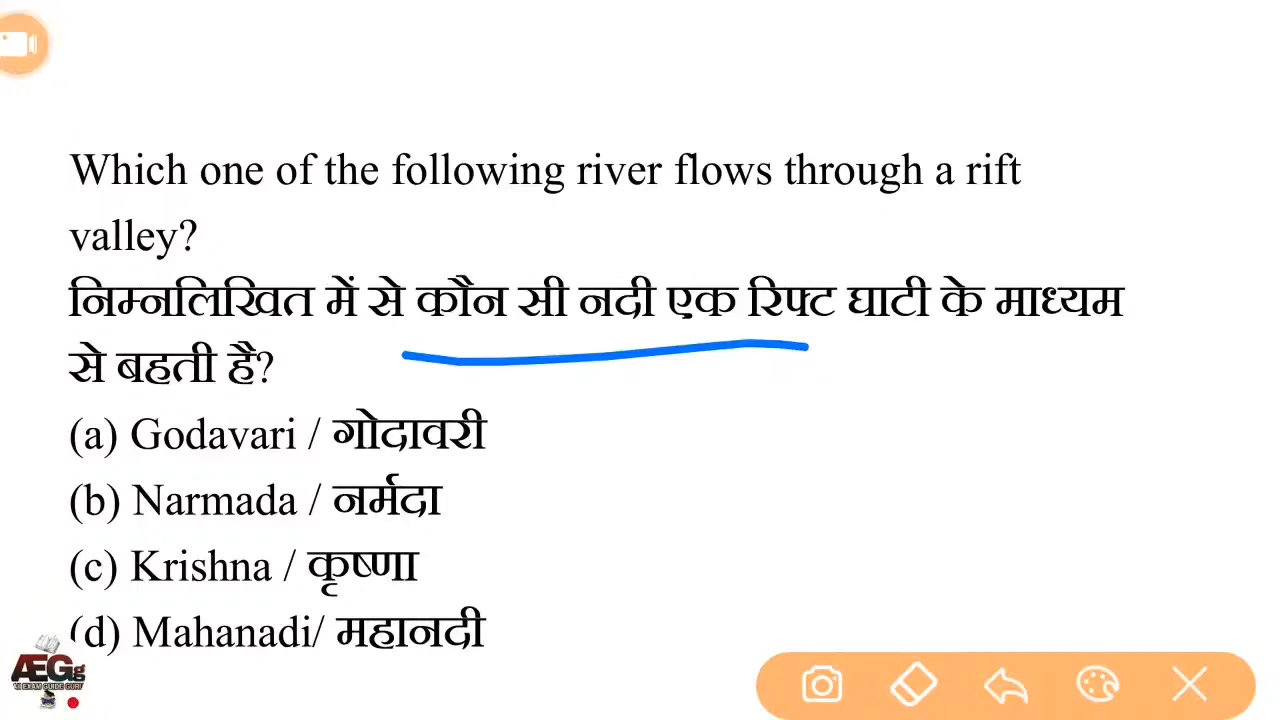 Which one of the following river flows through a rift
valley?
निम्नलिखित में से कौन सी नदी एक रिफ्ट घाटी के माध्यम
से बहती है?
(a) Godavari / गोदावरी
(b) Narmada / नर्मदा
(c) Krishna / कृष्णा
(d) Mahanadi/ महानदी
AEGg